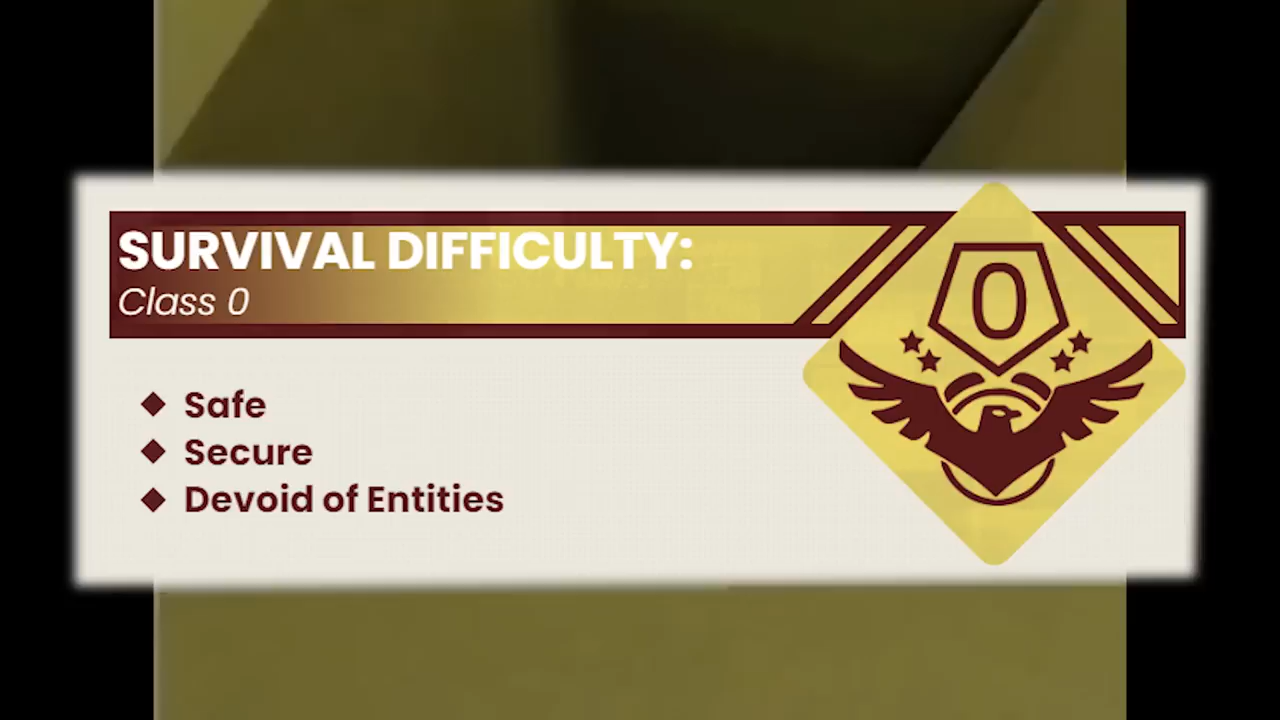 SURVIVAL DIFFICULTY:
Class 0
0
Safe
Secure
Devoid of Entities